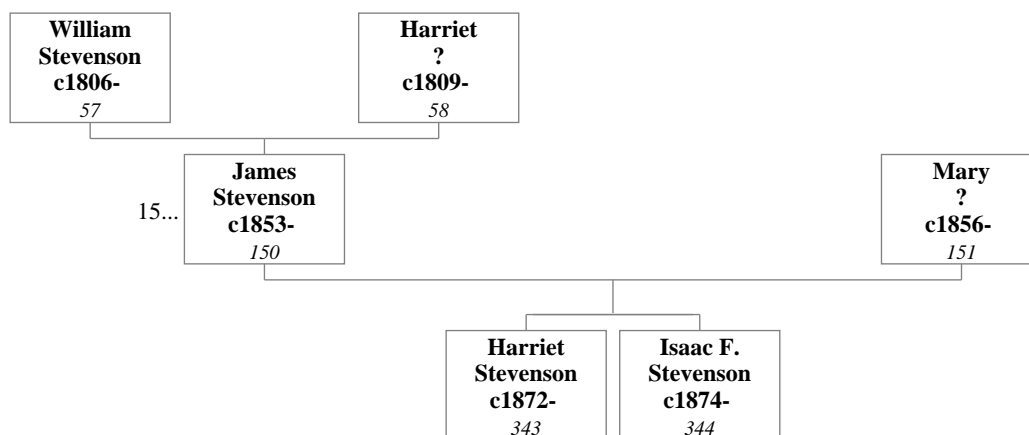 William
Stevenson
c1806-
57
Harriet
?
c1809-
58
15...
James
Stevenson
c1853-
150
Mary
?
c1856-
151
Harriet
Stevenson
c1872-
343
Isaac F.
Stevenson
c1874-
344